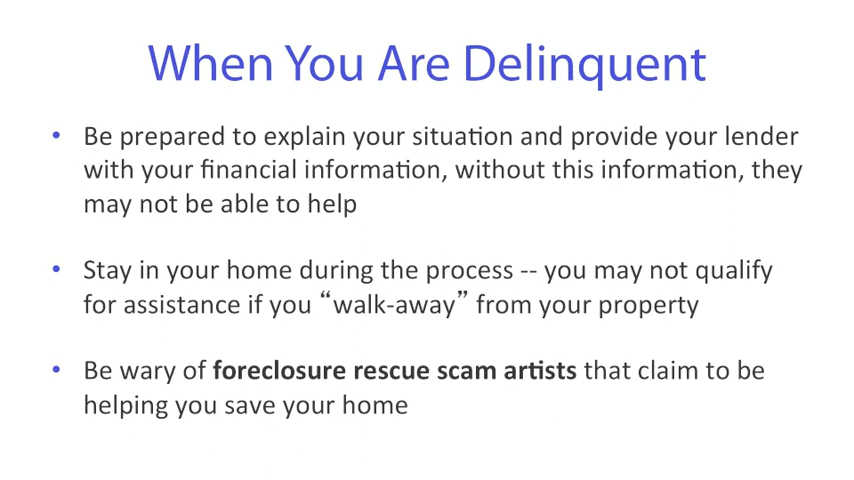 When You Are Delinquent
• Be prepared to explain your situation and provide your lender
with your financial information, without this information, they
may not be able to help
• Stay in your home during the process -- you may not qualify
for assistance if you “walk-away” from your property
• Be wary of foreclosure rescue scam artists that claim to be
helping you save your home